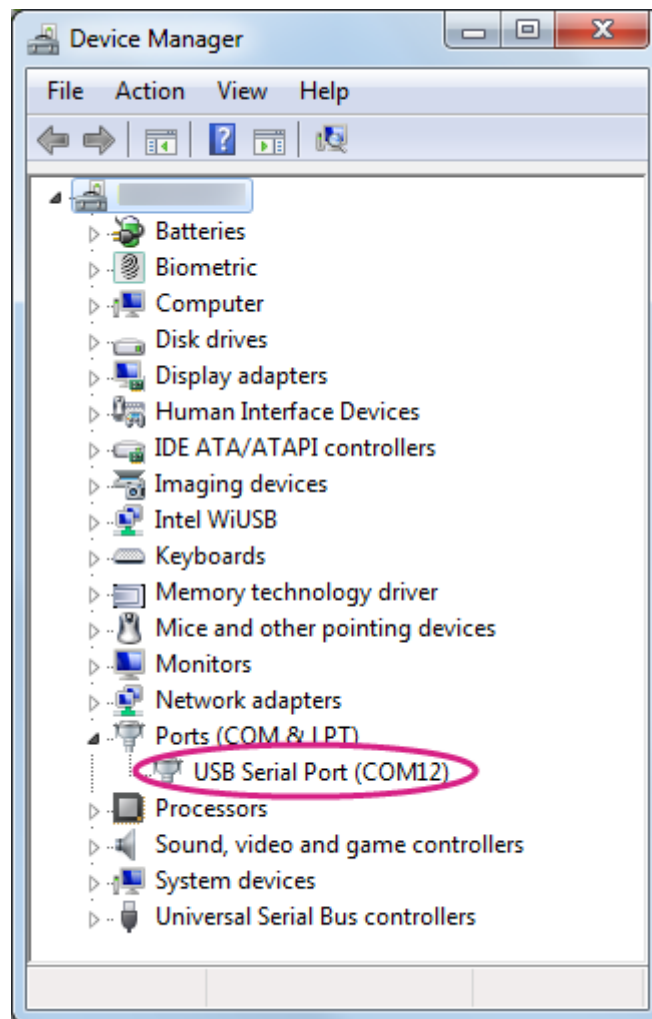 Device Manager
File Action View Help
Batteries
Biometric
Computer
Disk drives
Display adapters
Human Interface Devices
IDE ATA/ATAPI controllers
Imaging devices
Intel WiUSB
Keyboards
Memory technology driver
Mice and other pointing devices
Monitors
Network adapters
Ports (COM & LPT)
USB Serial Port (COM12)
Processors
Sound, video and game controllers
System devices
Universal Serial Bus controllers